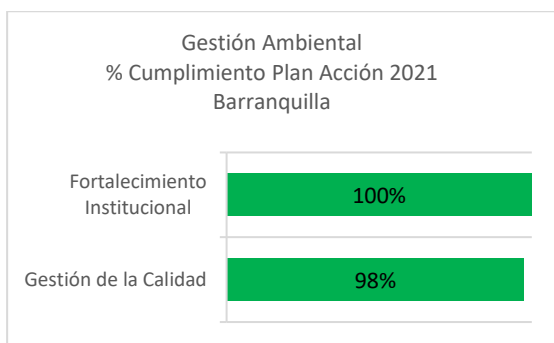 Gestión Ambiental
% Cumplimiento Plan Acción 2021
Barranquilla
Fortalecimiento
Institucional
100%
Gestión de la Calidad
98%